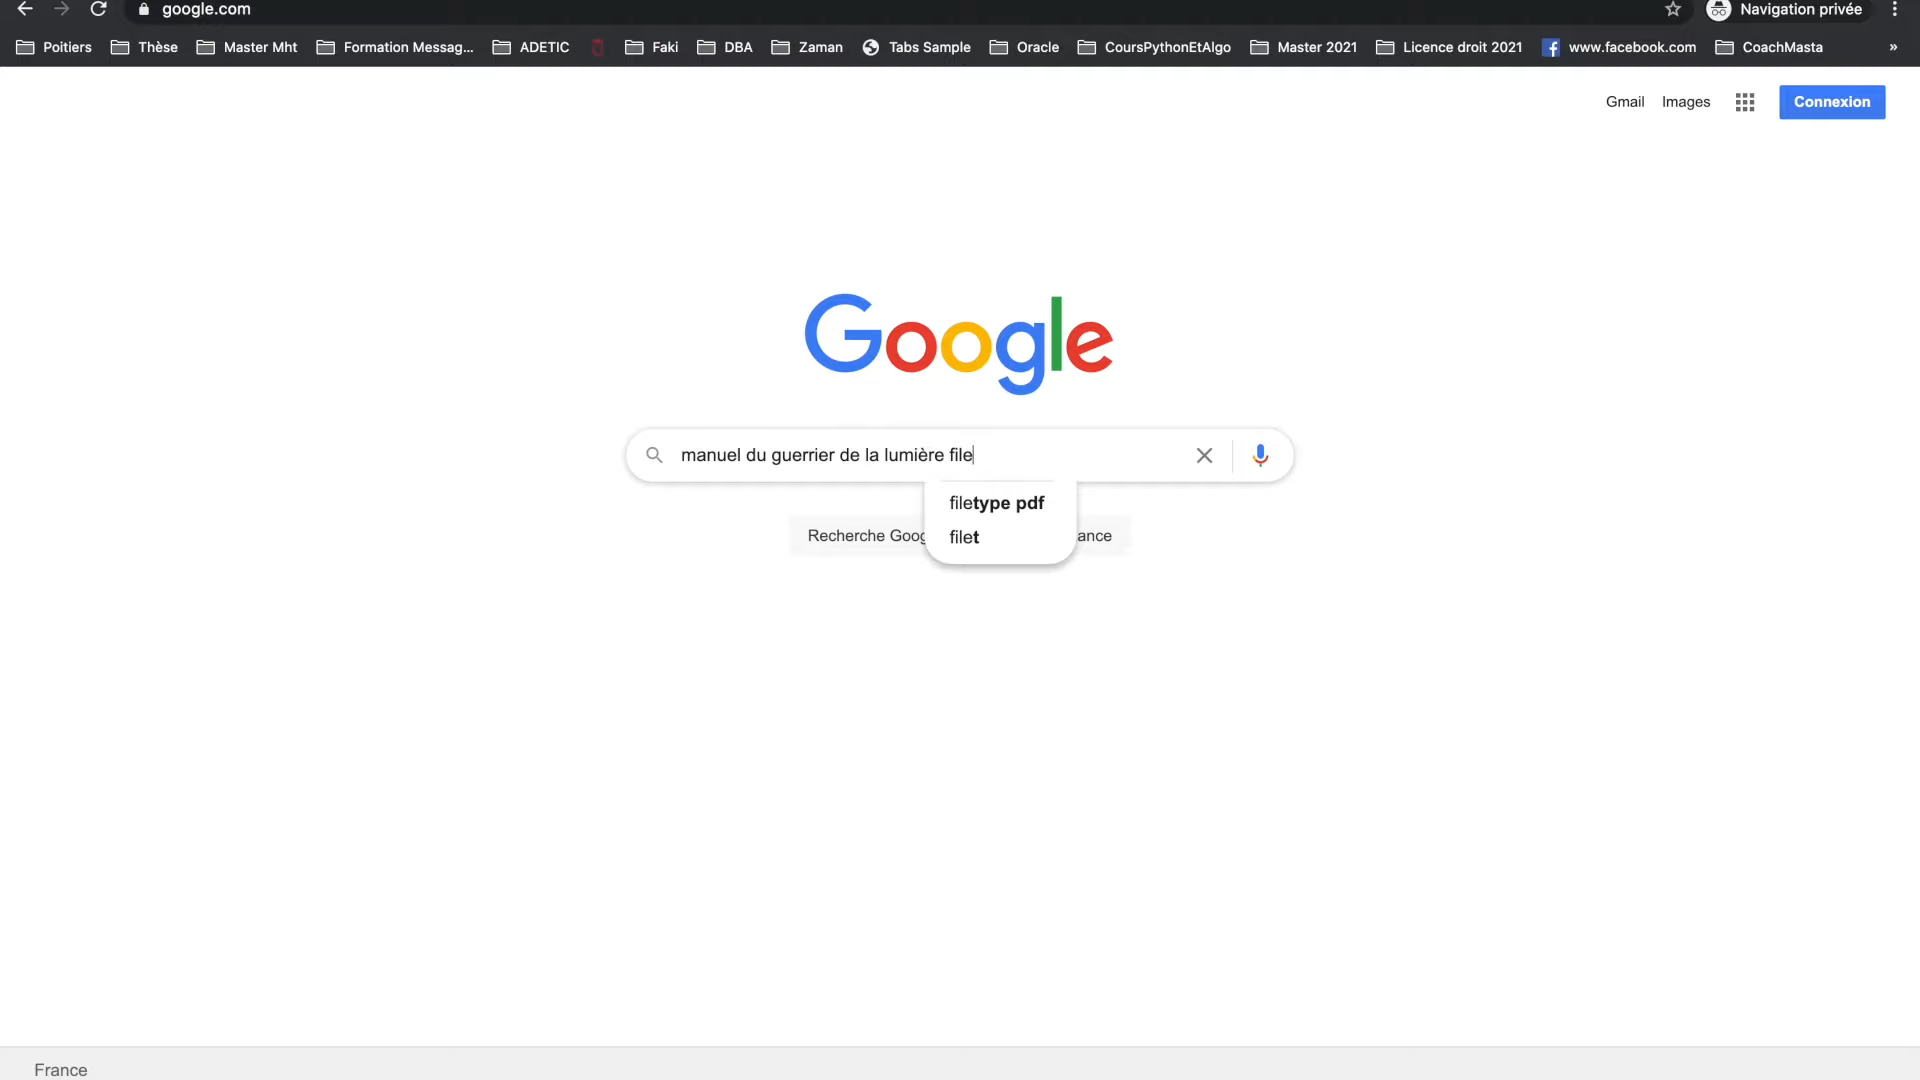 google.com
Navigation privée
Poitiers Thèse Master Mht Formation Messag... ADETIC Faki DBA Zaman Tabs Sample Oracle CoursPythonEtAlgo Master 2021 Licence droit 2021 www.facebook.com CoachMasta »
Gmail Images Connexion
Google
manuel du guerrier de la lumière file
filetype pdf
filet
Recherche Goog ance
France